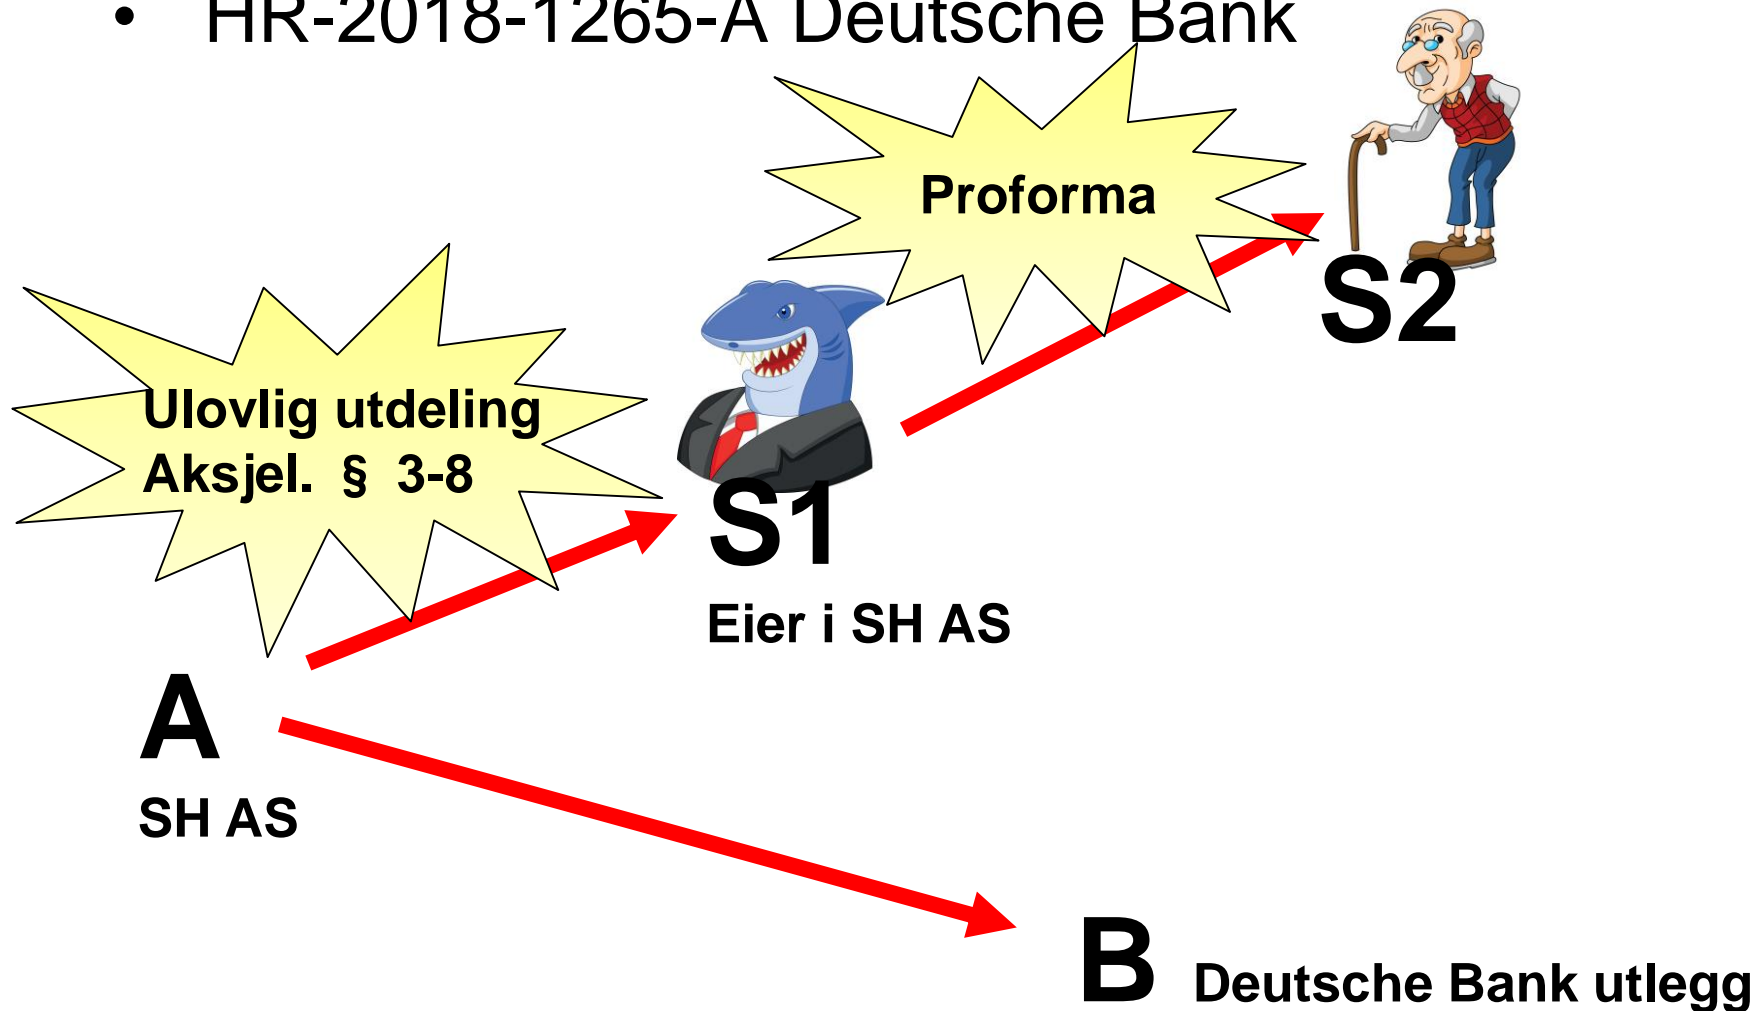 • HR-2018-1265-A Deutsche Bank
Proforma
S2
Ulovlig utdeling
Aksjel. § 3-8
S1
Eier i SH AS
A
SH AS
B Deutsche Bank utlegg